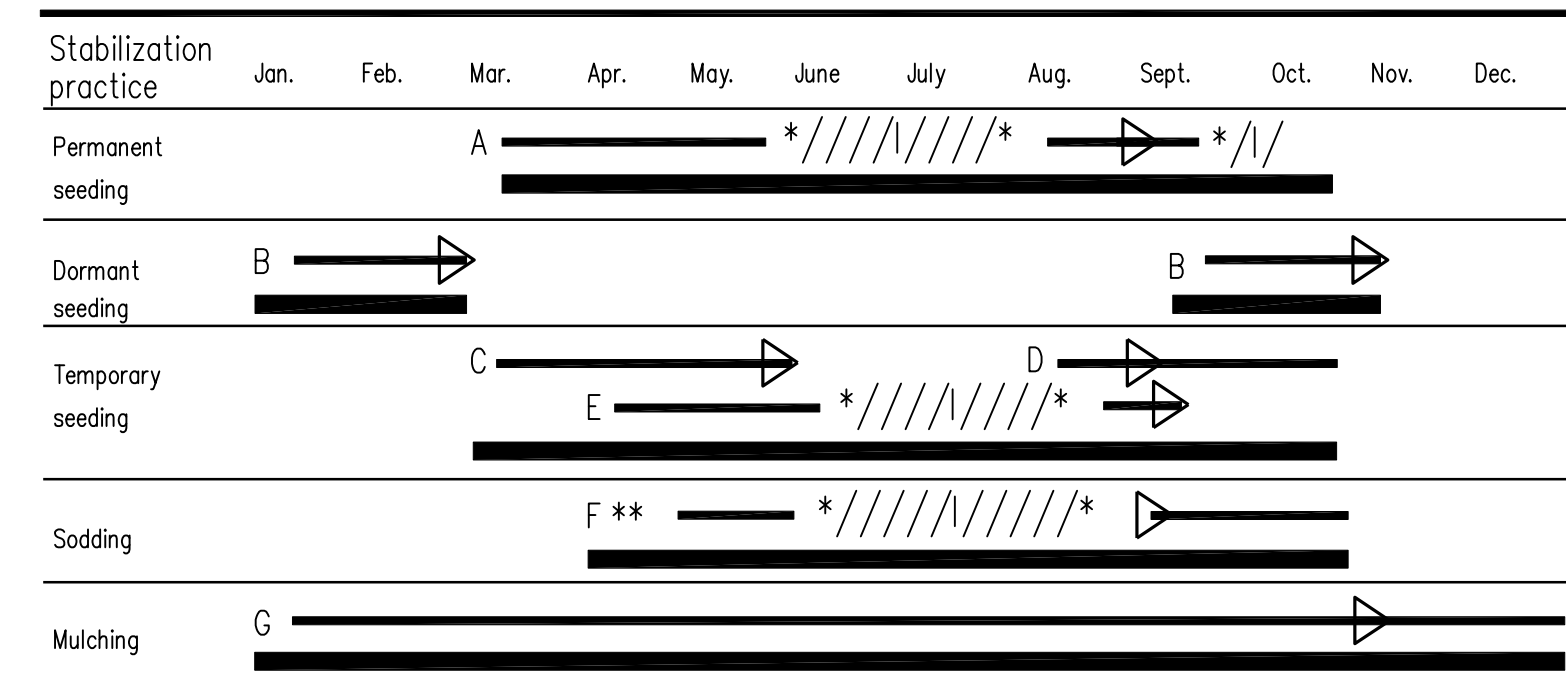 Stabilization
practice
Jan. Feb. Mar. Apr. May. June July Aug. Sept. Oct. Nov. Dec.
Permanent
seeding
A * * *
Dormant
seeding
B B
Temporary
seeding
C D
E * *
Sodding
F ** * *
Mulching
G